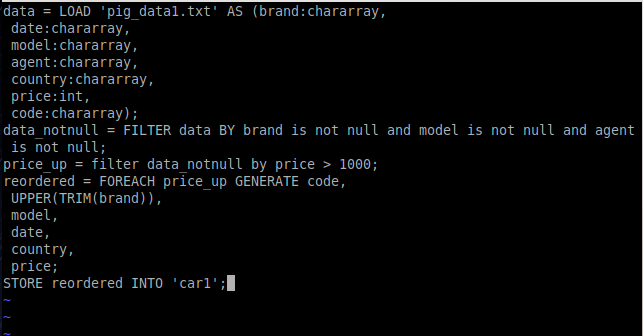 data = LOAD 'pig_data1.txt' AS (brand:chararray,
 date:chararray,
 model:chararray,
 agent:chararray,
 country:chararray,
 price:int,
 code:chararray);
data_notnull = FILTER data BY brand is not null and model is not null and agent
 is not null;
price_up = filter data_notnull by price > 1000;
reordered = FOREACH price_up GENERATE code,
 UPPER(TRIM(brand)),
 model,
 date,
 country,
 price;
STORE reordered INTO 'car1';
~
~
~